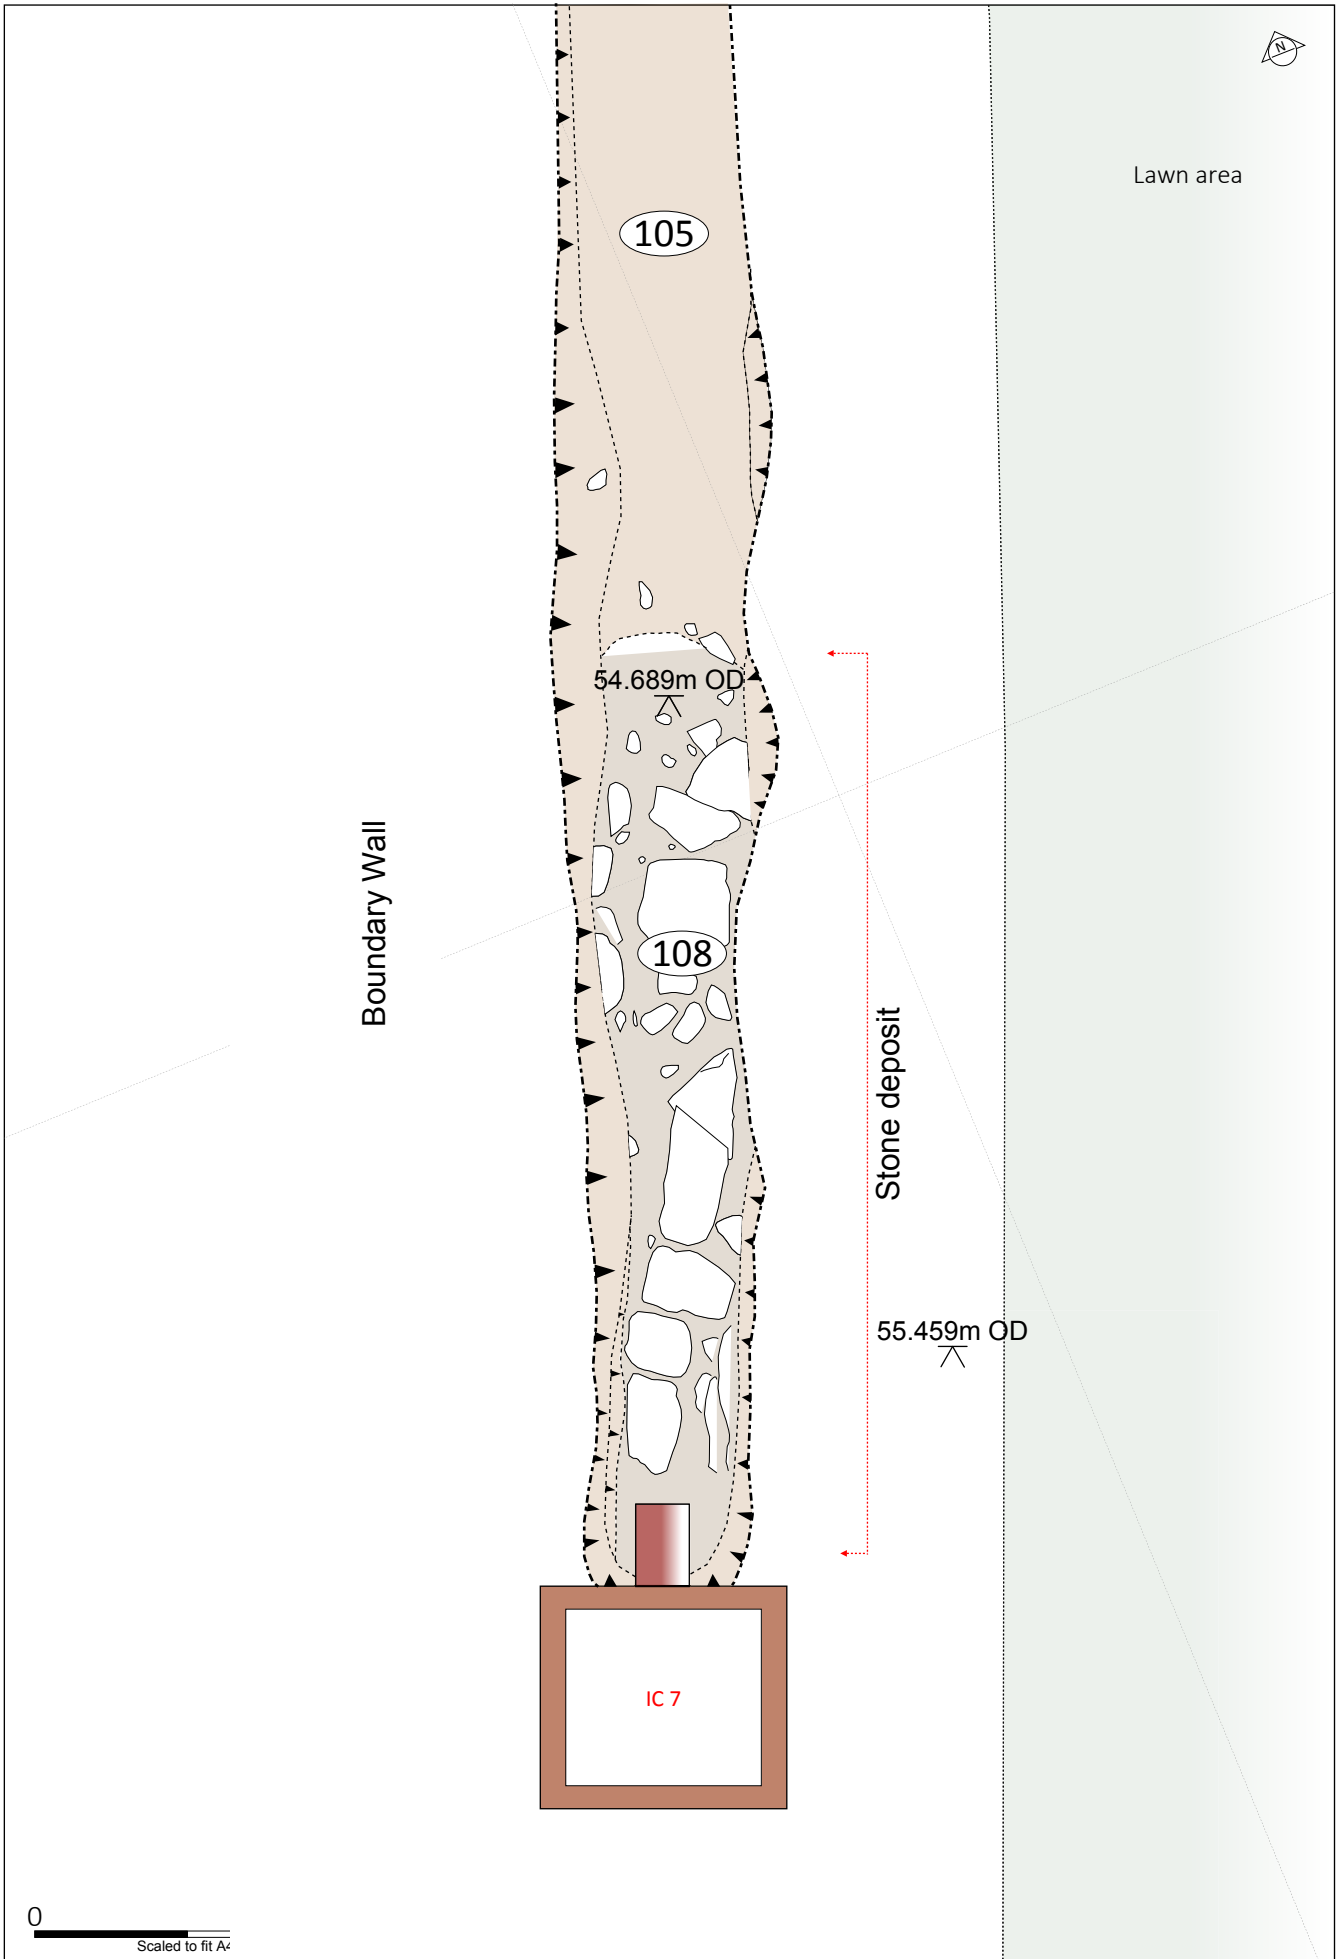 N
Lawn area
105
54.689m OD
Boundary Wall
108
Stone deposit
55.459m OD
IC 7
0
Scaled to fit A4